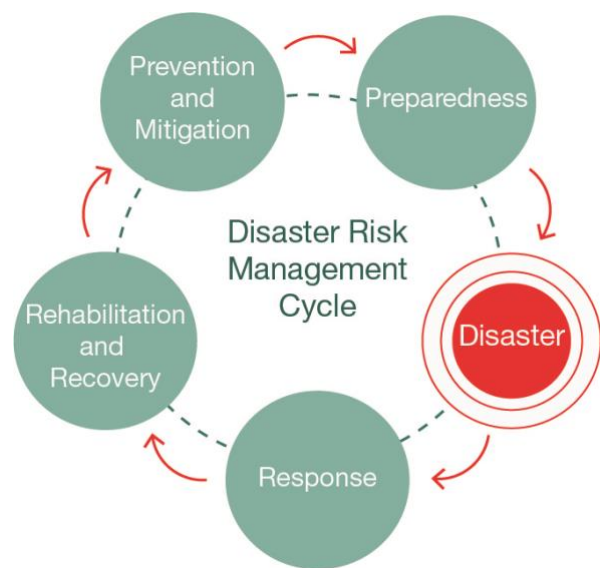 Prevention
and
Mitigation
Preparedness
Disaster Risk
Management
Cycle
Disaster
Rehabilitation
and
Recovery
Response